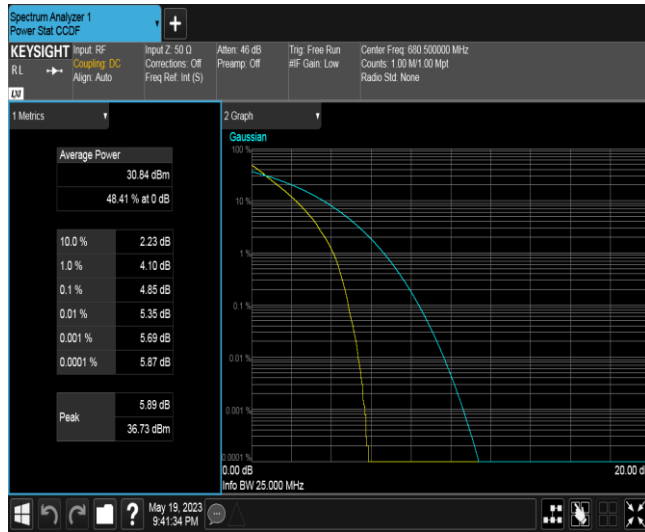 Spectrum Analyzer 1
Power Stat CCDF
+
KEYSIGHT
R L
LXI
Input: RF
Coupling: DC
Align: Auto
Input Z: 50 Ω
Corrections: Off
Freq Ref: Int (S)
Atten: 46 dB
Preamp: Off
Trig: Free Run
#IF Gain: Low
Center Freq: 680.500000 MHz
Counts: 1.00 M/1.00 Mpt
Radio Std: None
1 Metrics
Average Power
30.84 dBm
48.41 % at 0 dB
10.0 % 2.23 dB
1.0 % 4.10 dB
0.1 % 4.85 dB
0.01 % 5.35 dB
0.001 % 5.69 dB
0.0001 % 5.87 dB
Peak
5.89 dB
36.73 dBm
2 Graph
Gaussian
100 %
10 %
1 %
0.1 %
0.01 %
0.001 %
0.0001 %
0.00 dB 20.00 d
Info BW 25.000 MHz
?
May 19, 2023
9:41:34 PM